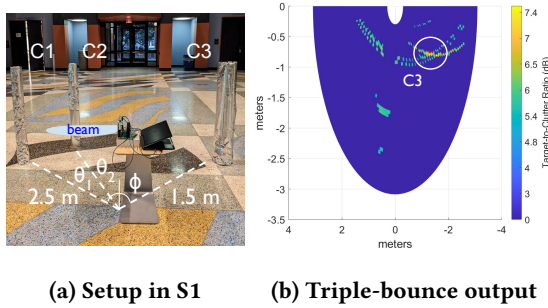 C1
C2
C3
beam
θ1
θ2
ϕ
2.5 m
1.5 m
(a) Setup in S1
0
-0.5
-1
-1.5
-2
-2.5
-3
-3.5
meters
4
2
0
-2
-4
meters
C3
7.4
7
6.4
6
5.4
4.8
4
3
0
Target-to-Clutter Ratio (dB)
(b) Triple-bounce output